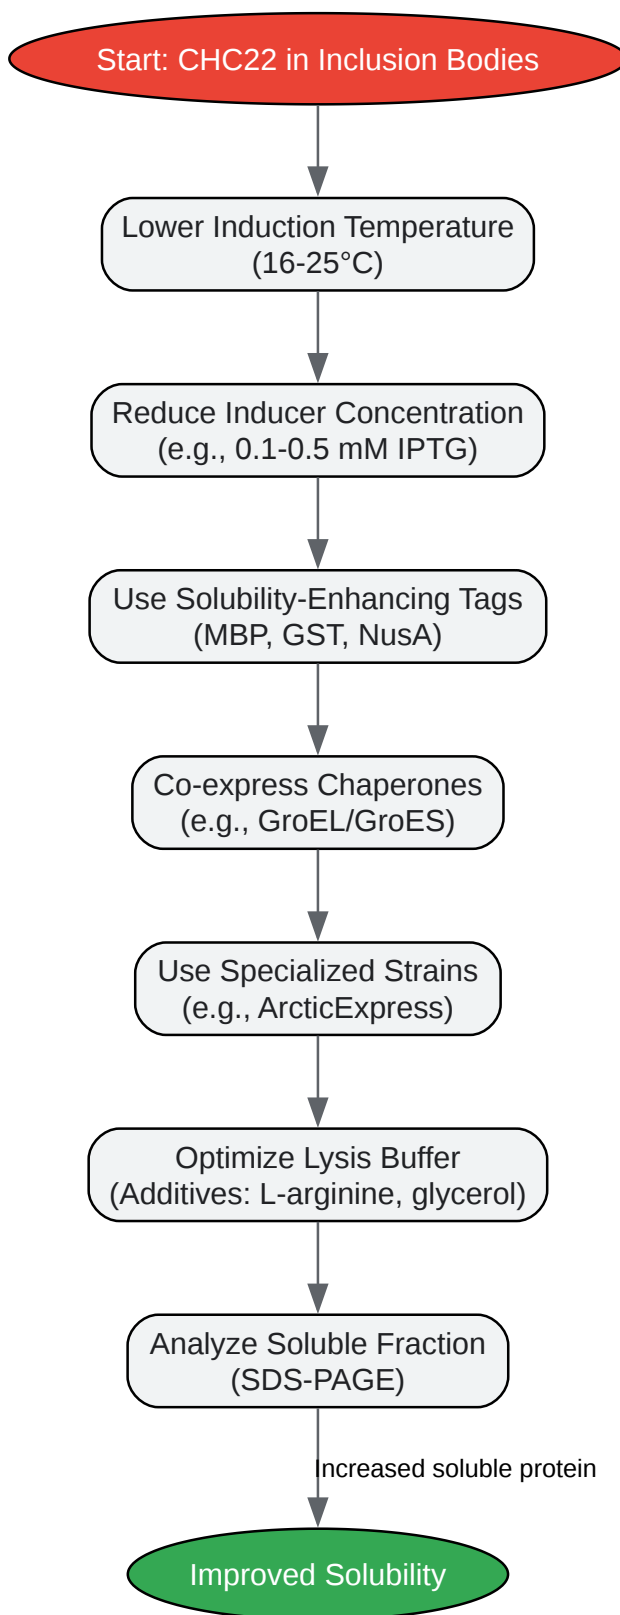 Start: CHC22 in Inclusion Bodies
Lower Induction Temperature
(16-25°C)
Reduce Inducer Concentration
(e.g., 0.1-0.5 mM IPTG)
Use Solubility-Enhancing Tags
(MBP, GST, NusA)
Co-express Chaperones
(e.g., GroEL/GroES)
Use Specialized Strains
(e.g., ArcticExpress)
Optimize Lysis Buffer
(Additives: L-arginine, glycerol)
Analyze Soluble Fraction
(SDS-PAGE)
Increased soluble protein
Improved Solubility